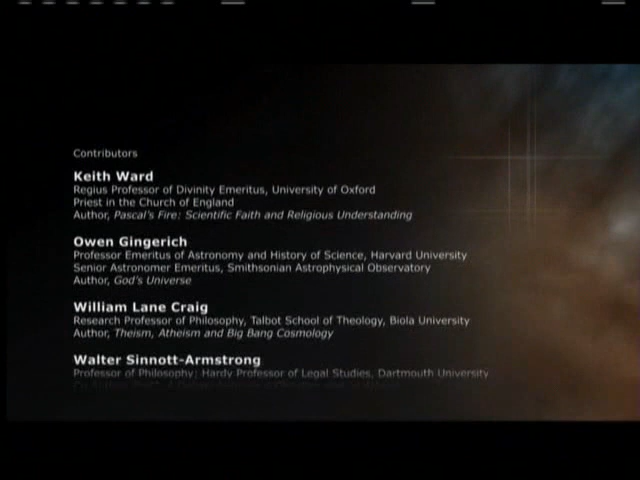 Contributors
Keith Ward
Regius Professor of Divinity Emeritus, University of Oxford
Priest in the Church of England
Author, Pascal's Fire: Scientific Faith and Religious Understanding
Owen Gingerich
Professor Emeritus of Astronomy and History of Science, Harvard University
Senior Astronomer Emeritus, Smithsonian Astrophysical Observatory
Author, God's Universe
William Lane Craig
Research Professor of Philosophy, Talbot School of Theology, Biola University
Author, Theism, Atheism and Big Bang Cosmology
Walter Sinnott-Armstrong
Professor of Philosophy; Hardy Professor of Legal Studies, Dartmouth University